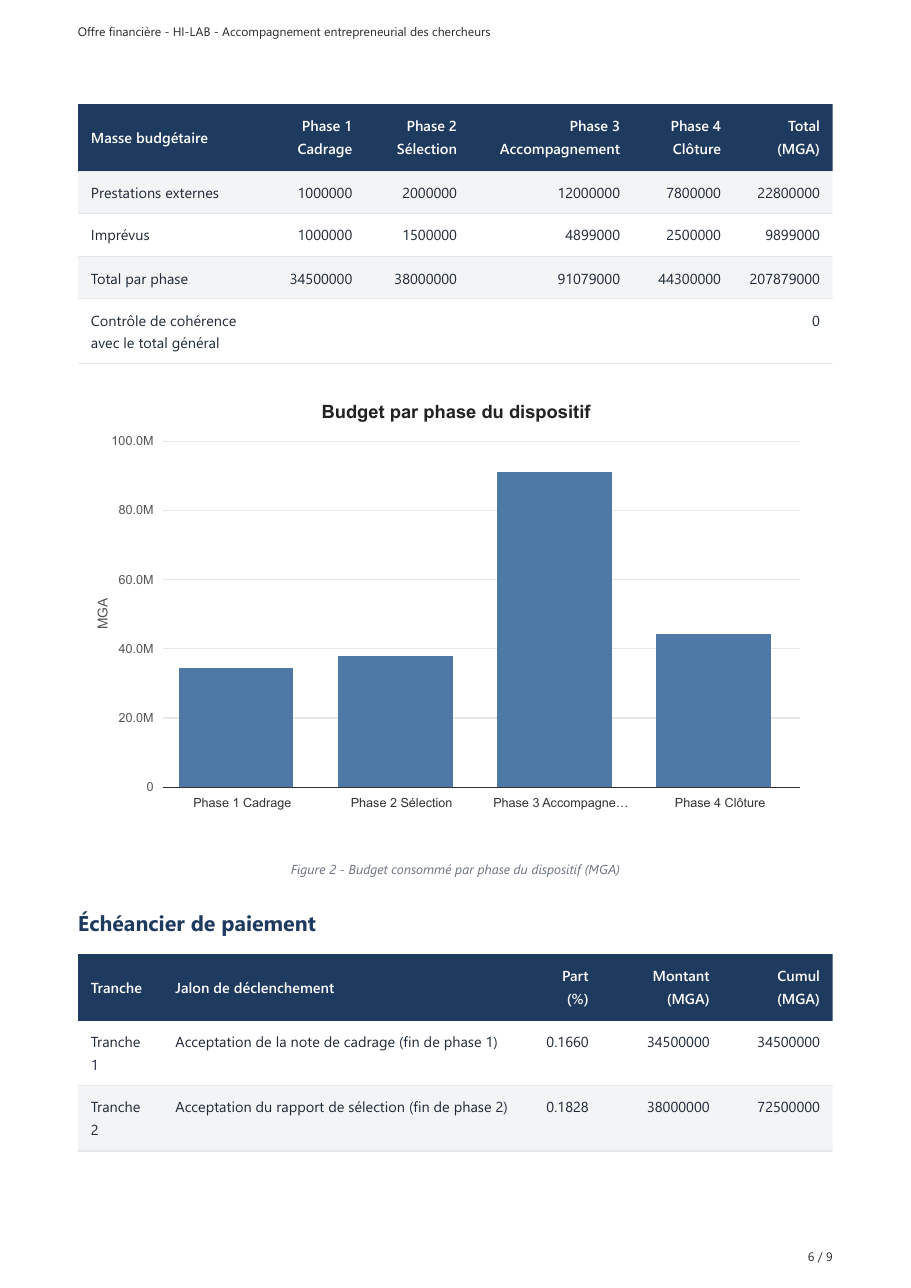 Offre financière - HI-LAB - Accompagnement entrepreneurial des chercheurs
Masse budgétaire Phase 1 Cadrage Phase 2 Sélection Phase 3 Accompagnement Phase 4 Clôture Total (MGA)
Prestations externes 1000000 2000000 12000000 7800000 22800000
Imprévus 1000000 1500000 4899000 2500000 9899000
Total par phase 34500000 38000000 91079000 44300000 207879000
Contrôle de cohérence 0
avec le total général
Budget par phase du dispositif
100.0M
80.0M
60.0M
40.0M
20.0M
0
MGA
Phase 1 Cadrage Phase 2 Sélection Phase 3 Accompagne… Phase 4 Clôture
Figure 2 - Budget consommé par phase du dispositif (MGA)
Échéancier de paiement
Tranche Jalon de déclenchement Part (%) Montant (MGA) Cumul (MGA)
Tranche 1 Acceptation de la note de cadrage (fin de phase 1) 0.1660 34500000 34500000
Tranche 2 Acceptation du rapport de sélection (fin de phase 2) 0.1828 38000000 72500000
6 / 9